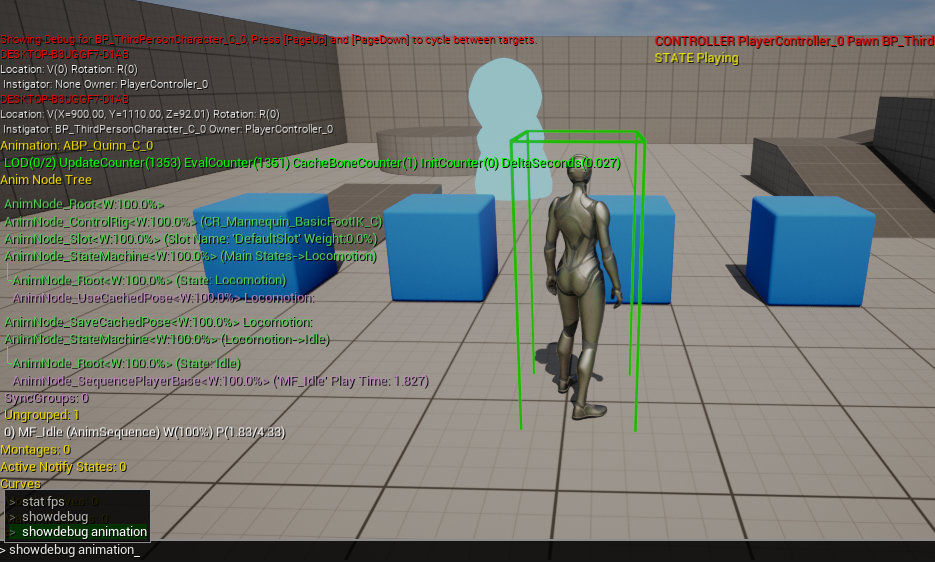 Showing Debug for BP_ThirdPersonCharacter_C_0, Press [PageUp] and [PageDown] to cycle between targets.
CONTROLLER PlayerController_0 Pawn BP_Third
DESKTOP-B3UGGF7-D1AB
STATE Playing
Location: V(0) Rotation: R(0)
Instigator: None Owner: PlayerController_0
DESKTOP-B3UGGF7-D1AB
Location: V(X=900.00, Y=1110.00, Z=92.01) Rotation: R(0)
Instigator: BP_ThirdPersonCharacter_C_0 Owner: PlayerController_0
Animation: ABP_Quinn_C_0
LOD(0/2) UpdateCounter(1353) EvalCounter(1351) CacheBoneCounter(1) InitCounter(0) DeltaSeconds(0.027)
Anim Node Tree
AnimNode_Root<W:100.0%>
AnimNode_ControlRig<W:100.0%> (CR_Mannequin_BasicFootIK_C)
AnimNode_Slot<W:100.0%> (Slot Name: 'DefaultSlot' Weight:0.0%)
AnimNode_StateMachine<W:100.0%> (Main States->Locomotion)
AnimNode_Root<W:100.0%> (State: Locomotion)
AnimNode_UseCachedPose<W:100.0%> Locomotion:
AnimNode_SaveCachedPose<W:100.0%> Locomotion:
AnimNode_StateMachine<W:100.0%> (Locomotion->Idle)
AnimNode_Root<W:100.0%> (State: Idle)
AnimNode_SequencePlayerBase<W:100.0%> ('MF_Idle' Play Time: 1.827)
SyncGroups: 0
Ungrouped: 1
0) MF_Idle (AnimSequence) W(100%) P(1.83/4.33)
Montages: 0
Active Notify States: 0
Curves
> stat fps
> showdebug
> showdebug animation
> showdebug animation_